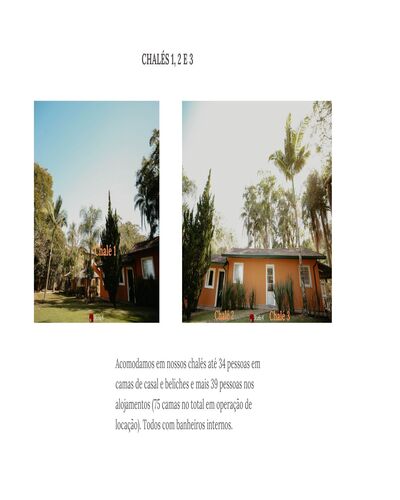 CHALÉS 1, 2 E 3
Chalé 1
Chalé 2
Chalé 3
Acomodamos em nossos chalés até 34 pessoas em
camas de casal e beliches e mais 39 pessoas nos
alojamentos (75 camas no total em operação de
locação). Todos com banheiros internos.